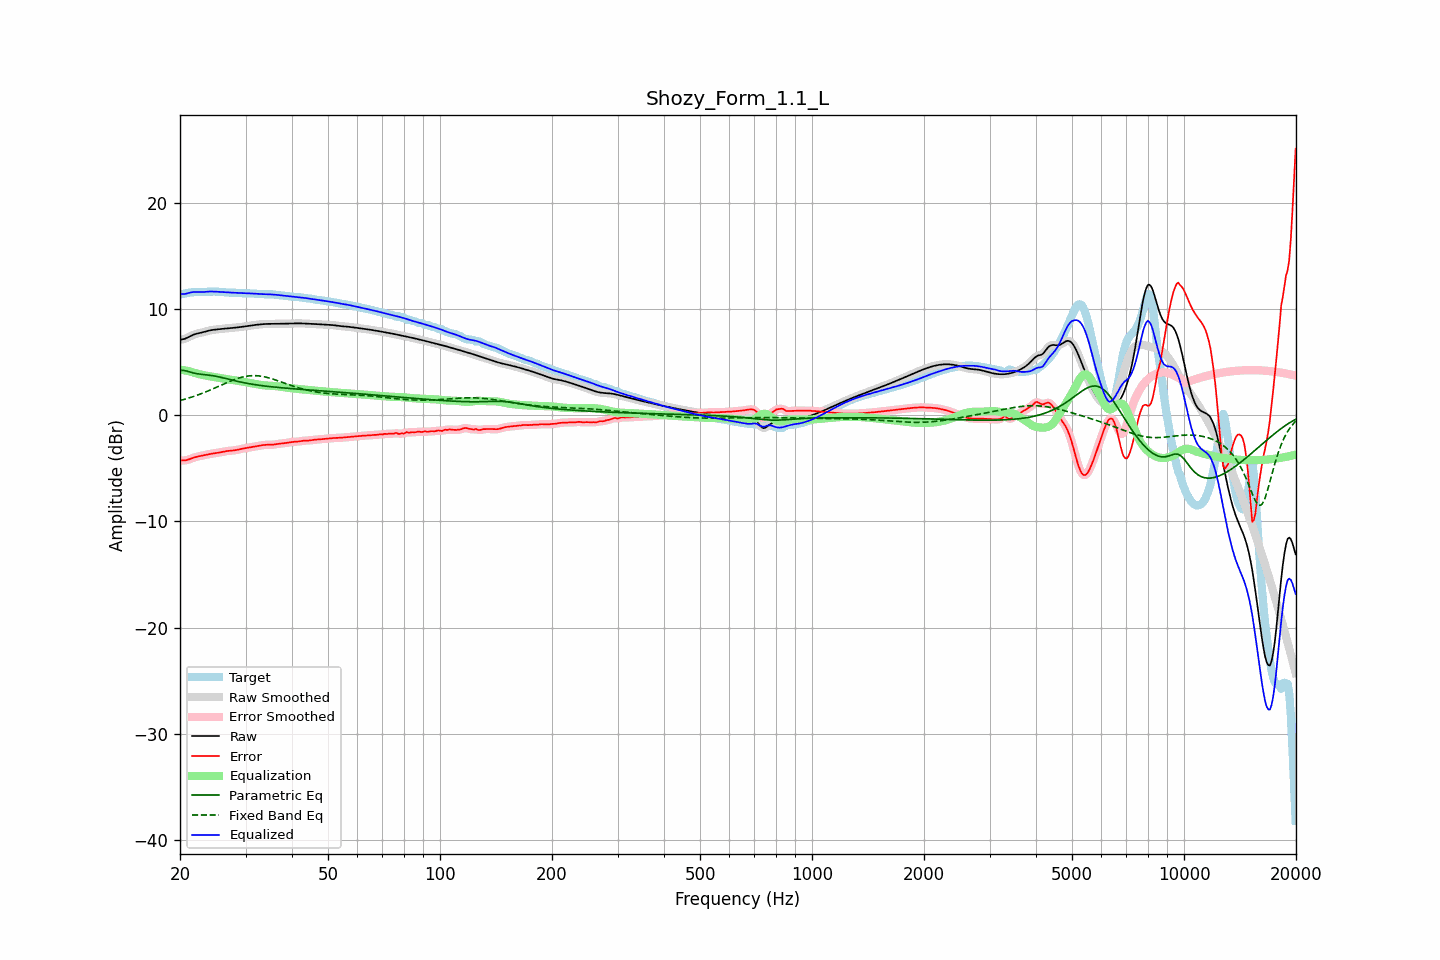 Shozy_Form_1.1_L
Amplitude (dBr)
20
10
0
−10
−20
−30
−40
Target
Raw Smoothed
Error Smoothed
Raw
Error
Equalization
Parametric Eq
Fixed Band Eq
Equalized
20 50 100 200 500 1000 2000 5000 10000 20000
Frequency (Hz)